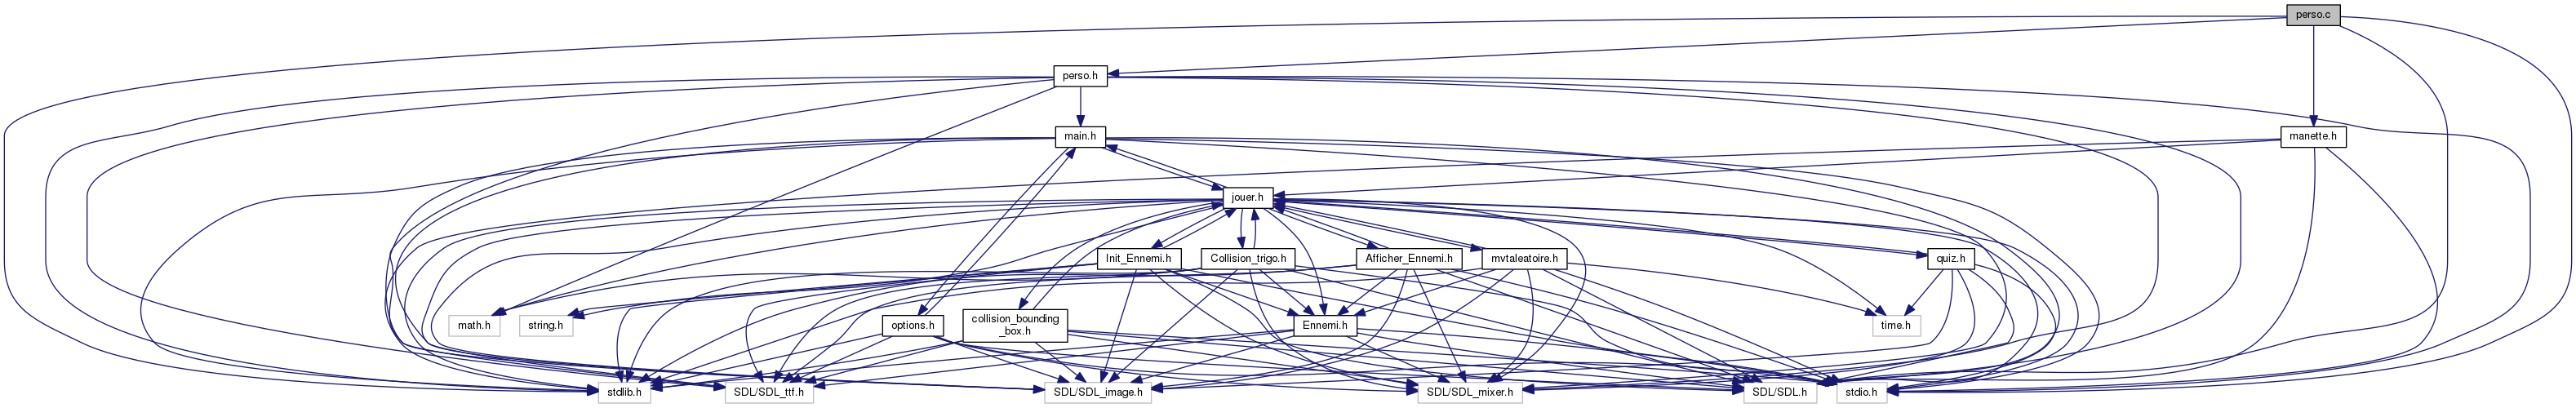 perso.c
perso.h
main.h
manette.h
jouer.h
Init_Ennemi.h
Collision_trigo.h
Afficher_Ennemi.h
mvtaleatoire.h
quiz.h
math.h
string.h
options.h
collision_bounding
_box.h
Ennemi.h
time.h
stdlib.h
SDL/SDL_ttf.h
SDL/SDL_image.h
SDL/SDL_mixer.h
SDL/SDL.h
stdio.h